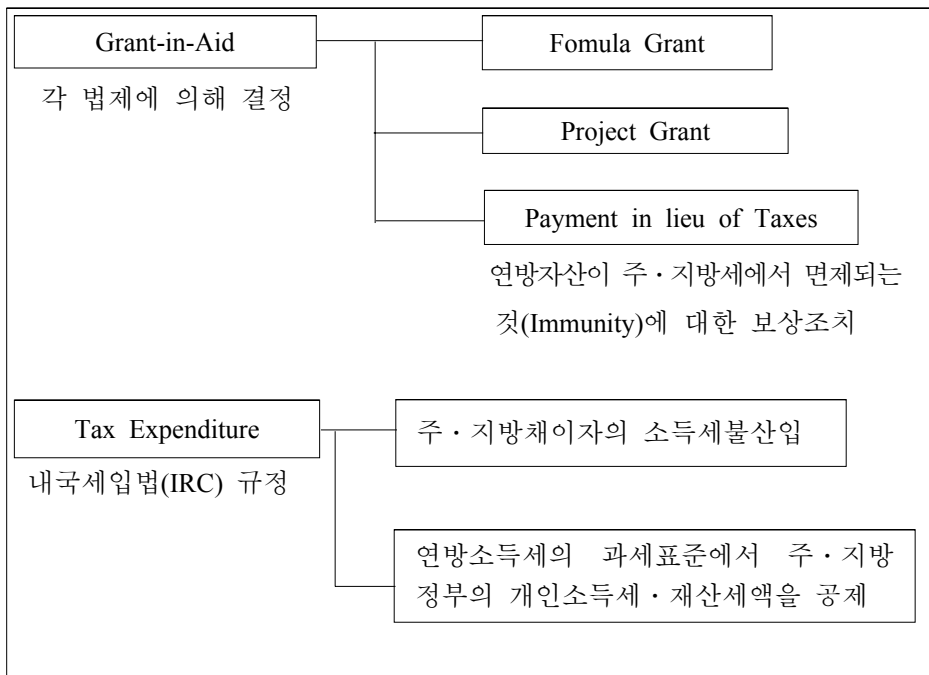 Grant-in-Aid
각 법제에 의해 결정
Fomula Grant
Project Grant
Payment in lieu of Taxes
연방자산이 주·지방세에서 면제되는
것(Immunity)에 대한 보상조치
Tax Expenditure
내국세입법(IRC) 규정
주·지방채이자의 소득세불산입
연방소득세의 과세표준에서 주·지방
정부의 개인소득세·재산세액을 공제